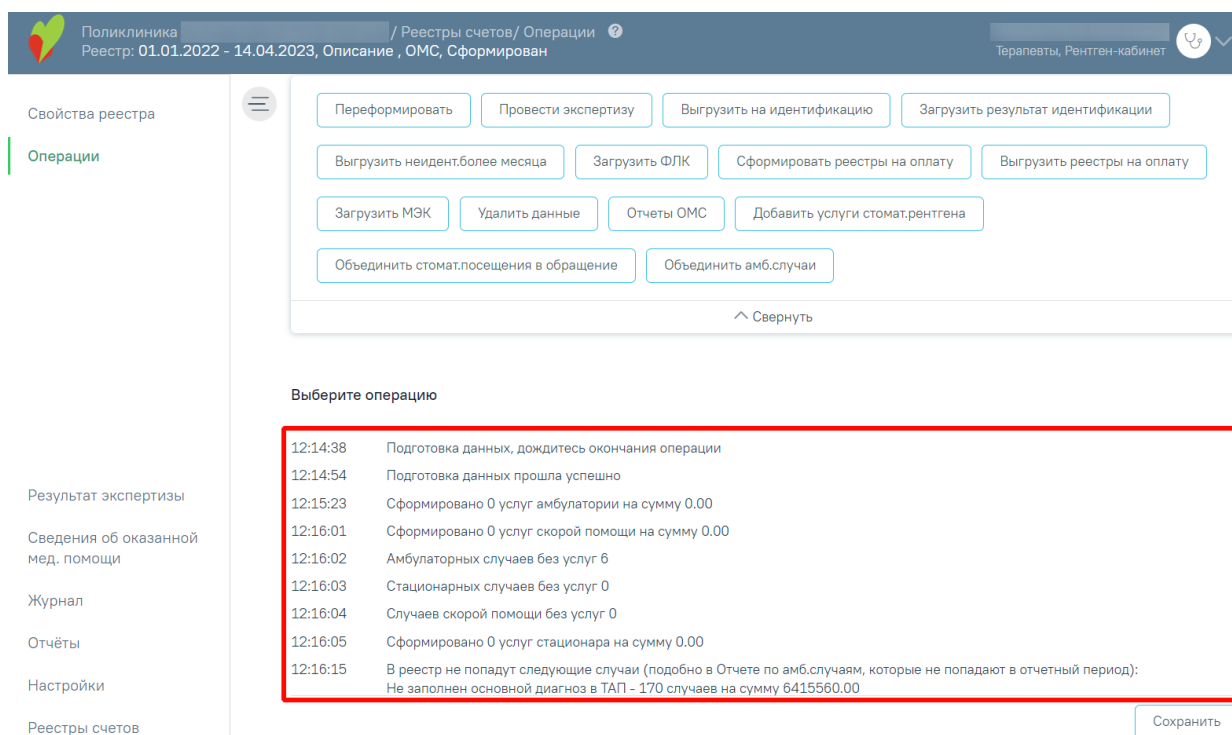 Поликлиника / Реестры счетов/ Операции ?
Реестр: 01.01.2022 - 14.04.2023, Описание , ОМС, Сформирован
Терапевты, Рентген-кабинет
Свойства реестра
Операции
Переформировать Провести экспертизу Выгрузить на идентификацию Загрузить результат идентификации
Выгрузить неидент.более месяца Загрузить ФЛК Сформировать реестры на оплату Выгрузить реестры на оплату
Загрузить МЭК Удалить данные Отчеты ОМС Добавить услуги стомат.рентгена
Объединить стомат.посещения в обращение Объединить амб.случаи
Свернуть
Выберите операцию
12:14:38 Подготовка данных, дождитесь окончания операции
12:14:54 Подготовка данных прошла успешно
12:15:23 Сформировано 0 услуг амбулатории на сумму 0.00
12:16:01 Сформировано 0 услуг скорой помощи на сумму 0.00
12:16:02 Амбулаторных случаев без услуг 6
12:16:03 Стационарных случаев без услуг 0
12:16:04 Случаев скорой помощи без услуг 0
12:16:05 Сформировано 0 услуг стационара на сумму 0.00
12:16:15 В реестр не попадут следующие случаи (подобно в Отчете по амб.случаям, которые не попадают в отчетный период):
Не заполнен основной диагноз в ТАП - 170 случаев на сумму 6415560.00
Результат экспертизы
Сведения об оказанной
мед. помощи
Журнал
Отчёты
Настройки
Реестры счетов
Сохранить